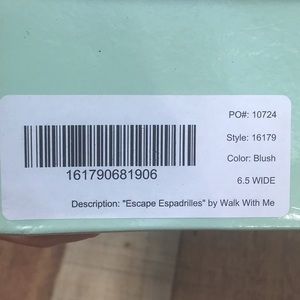 PO#: 10724
Style: 16179
Color: Blush
161790681906
6.5 WIDE
Description: "Escape Espadrilles" by Walk With Me